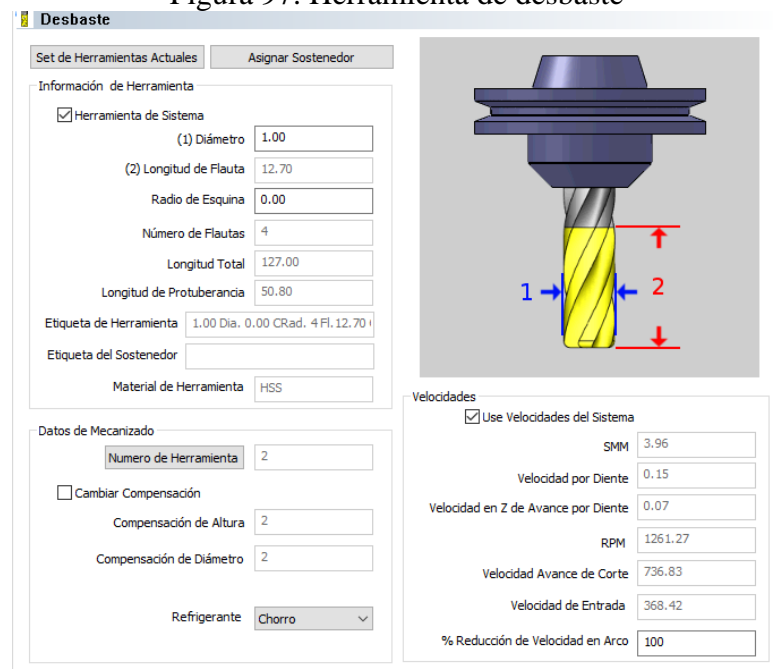 Figura 97. Herramienta de desbaste
Desbaste
Set de Herramientas Actuales
Asignar Sostenedor
Información de Herramienta
Herramienta de Sistema
(1) Diámetro 1.00
(2) Longitud de Flauta 12.70
Radio de Esquina 0.00
Número de Flautas 4
Longitud Total 127.00
Longitud de Protuberancia 50.80
Etiqueta de Herramienta 1.00 Dia. 0.00 CRad. 4 Fl. 12.70
Etiqueta del Sostenedor
Material de Herramienta HSS
Datos de Mecanizado
Numero de Herramienta 2
Cambiar Compensación
Compensación de Altura 2
Compensación de Diámetro 2
Refrigerante Chorro
1
2
Velocidades
Use Velocidades del Sistema
SMM 3.96
Velocidad por Diente 0.15
Velocidad en Z de Avance por Diente 0.07
RPM 1261.27
Velocidad Avance de Corte 736.83
Velocidad de Entrada 368.42
% Reducción de Velocidad en Arco 100